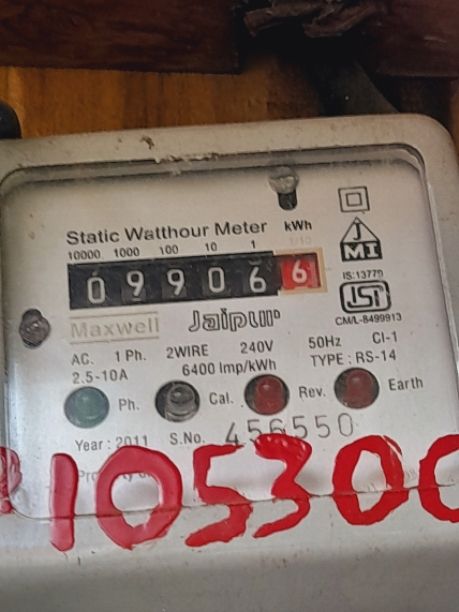 Static Watthour Meter kWh
10000 1000 100 10 1 1/10
0 9 9 0 6 6
J
MI
IS:13779
ISI
CM/L-8499913
Maxwell Jaipur
AC. 1 Ph. 2WIRE 240V 50Hz Cl-1
2.5-10A 6400 Imp/kWh TYPE : RS-14
Ph. Cal. Rev. Earth
Year : 2011 S.No. 456550
105300